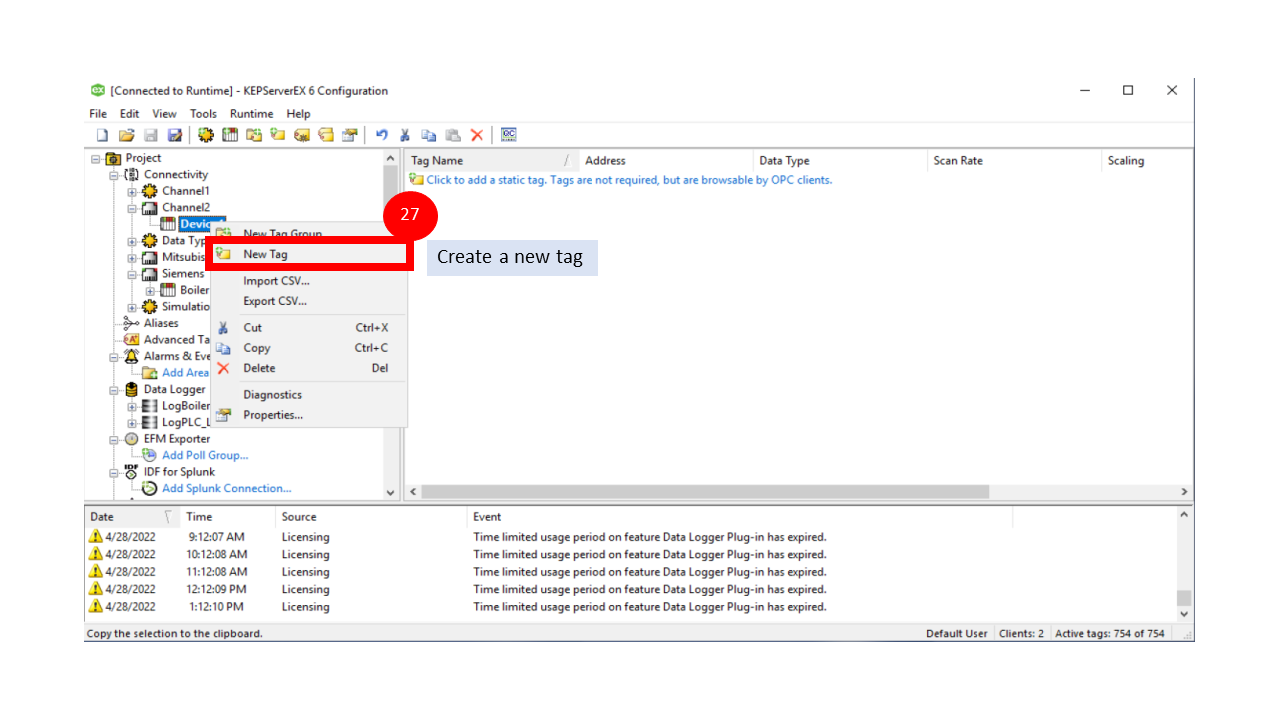 [Connected to Runtime] - KEPServerEX 6 Configuration
File Edit View Tools Runtime Help
Project
Connectivity
Channel1
Channel2
Data Typ
Mitsubis
Siemens
Boiler
Simulatio
Aliases
Advanced Ta
Alarms & Eve
Add Area
Data Logger
LogBoiler
LogPLC_
EFM Exporter
Add Poll Group...
IDF for Splunk
Add Splunk Connection...
New Tag Group
New Tag
Import CSV...
Export CSV...
Cut Ctrl+X
Copy Ctrl+C
Delete Del
Diagnostics
Properties...
27
Create a new tag
Tag Name Address Data Type Scan Rate Scaling
Click to add a static tag. Tags are not required, but are browsable by OPC clients.
Date Time Source Event
4/28/2022 9:12:07 AM Licensing Time limited usage period on feature Data Logger Plug-in has expired.
4/28/2022 10:12:08 AM Licensing Time limited usage period on feature Data Logger Plug-in has expired.
4/28/2022 11:12:08 AM Licensing Time limited usage period on feature Data Logger Plug-in has expired.
4/28/2022 12:12:09 PM Licensing Time limited usage period on feature Data Logger Plug-in has expired.
4/28/2022 1:12:10 PM Licensing Time limited usage period on feature Data Logger Plug-in has expired.
Copy the selection to the clipboard.
Default User Clients: 2 Active tags: 754 of 754